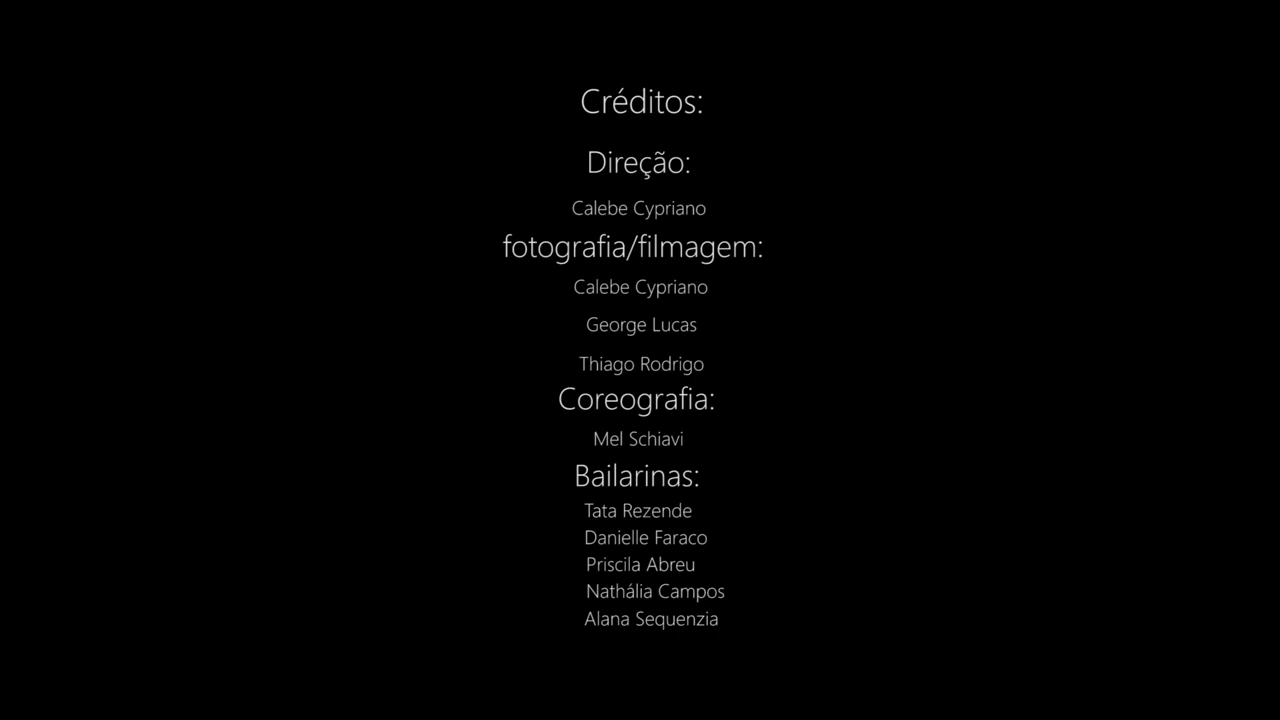 Créditos:
Direção:
Calebe Cypriano
fotografia/filmagem:
Calebe Cypriano
George Lucas
Thiago Rodrigo
Coreografia:
Mel Schiavi
Bailarinas:
Tata Rezende
Danielle Faraco
Priscila Abreu
Nathália Campos
Alana Sequenzia